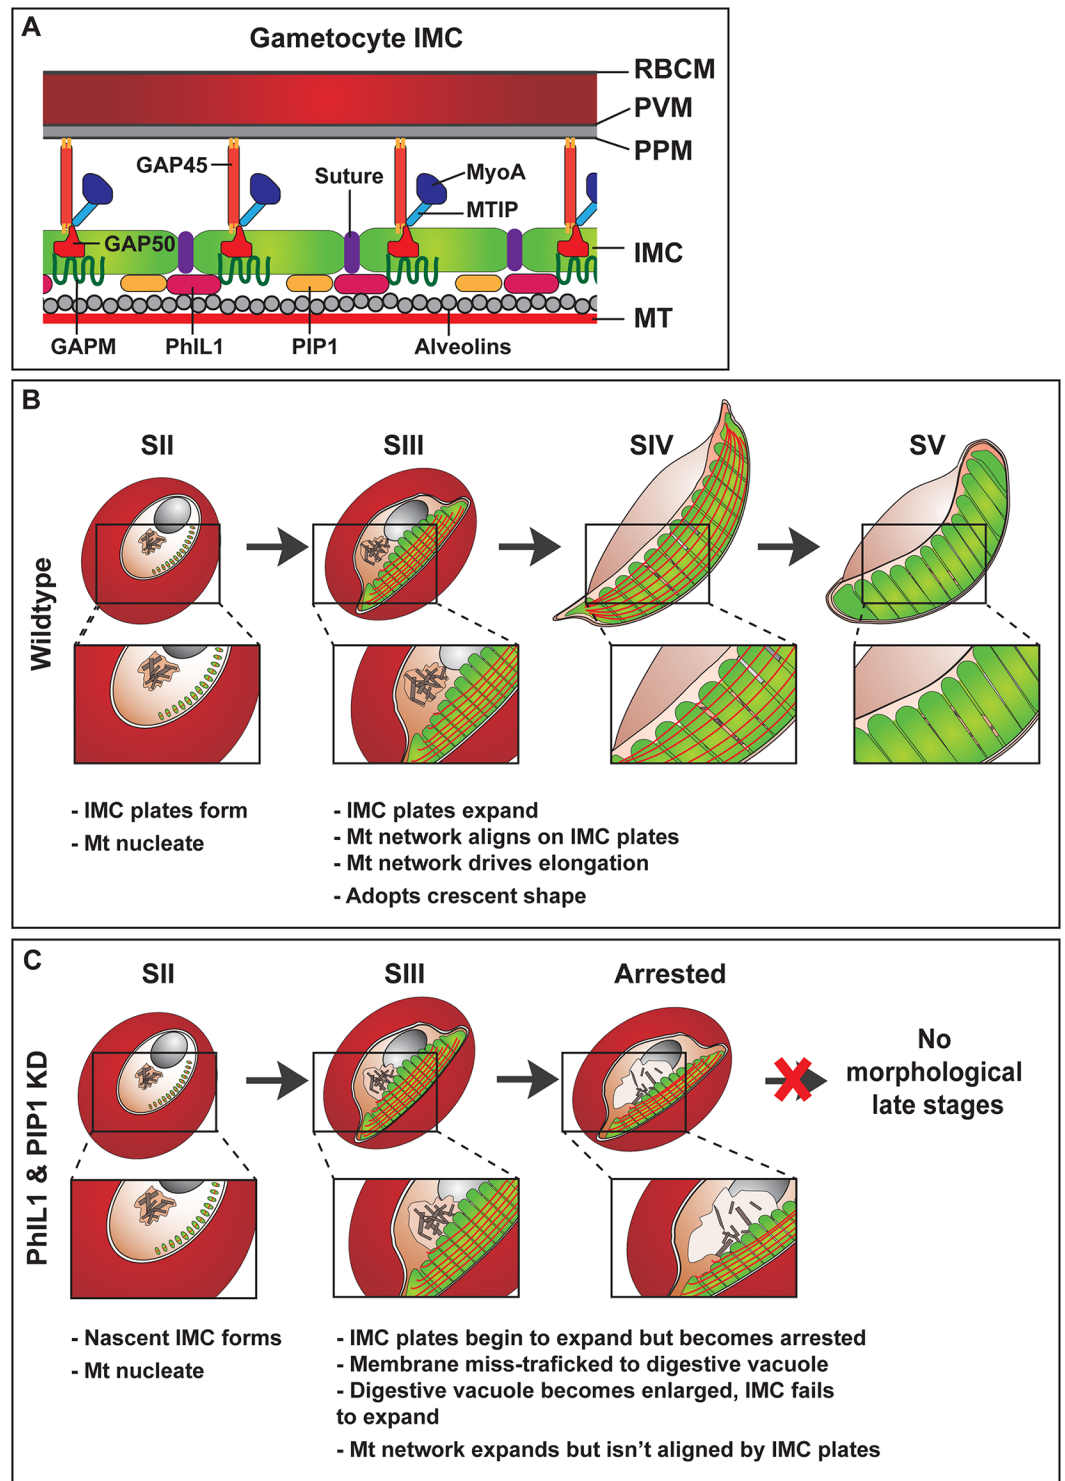 A
Gametocyte IMC
RBCM
PVM
PPM
GAP45
Suture
MyoA
MTIP
GAP50
IMC
MT
GAPM
PhIL1
PIP1
Alveolins
B
Wildtype
SII
SIII
SIV
SV
- IMC plates form
- Mt nucleate
- IMC plates expand
- Mt network aligns on IMC plates
- Mt network drives elongation
- Adopts crescent shape
C
PhIL1 & PIP1 KD
SII
SIII
Arrested
No
morphological
late stages
- Nascent IMC forms
- Mt nucleate
- IMC plates begin to expand but becomes arrested
- Membrane miss-traficked to digestive vacuole
- Digestive vacuole becomes enlarged, IMC fails
to expand
- Mt network expands but isn't aligned by IMC plates